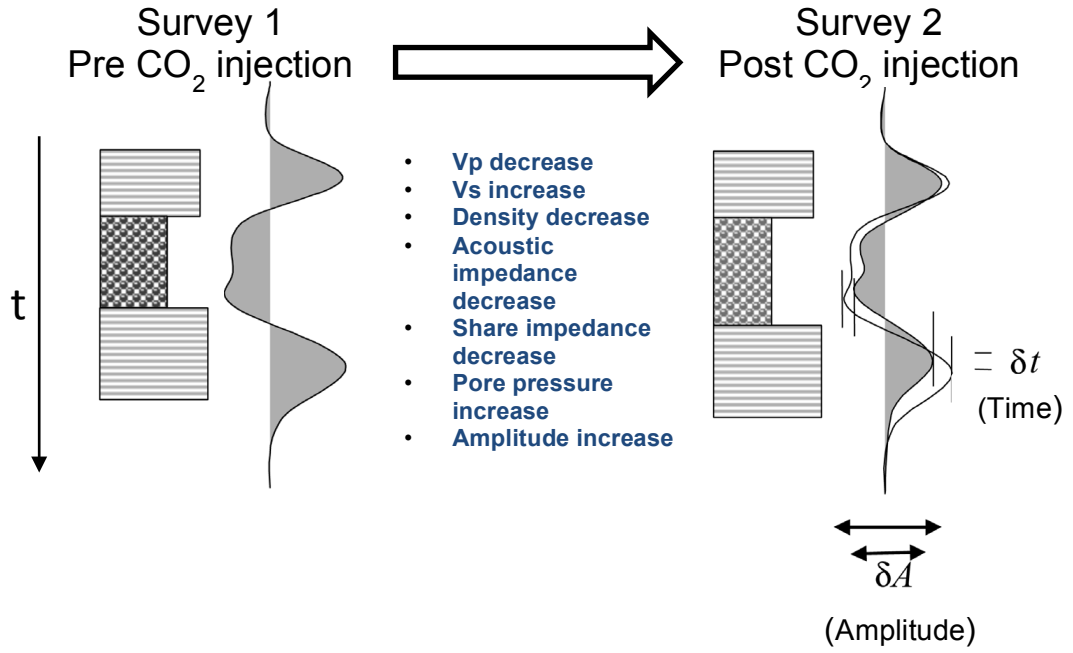 Survey 1
Pre CO₂ injection
Survey 2
Post CO₂ injection
t
• Vp decrease
• Vs increase
• Density decrease
• Acoustic
impedance
decrease
• Share impedance
decrease
• Pore pressure
increase
• Amplitude increase
δt
(Time)
δA
(Amplitude)